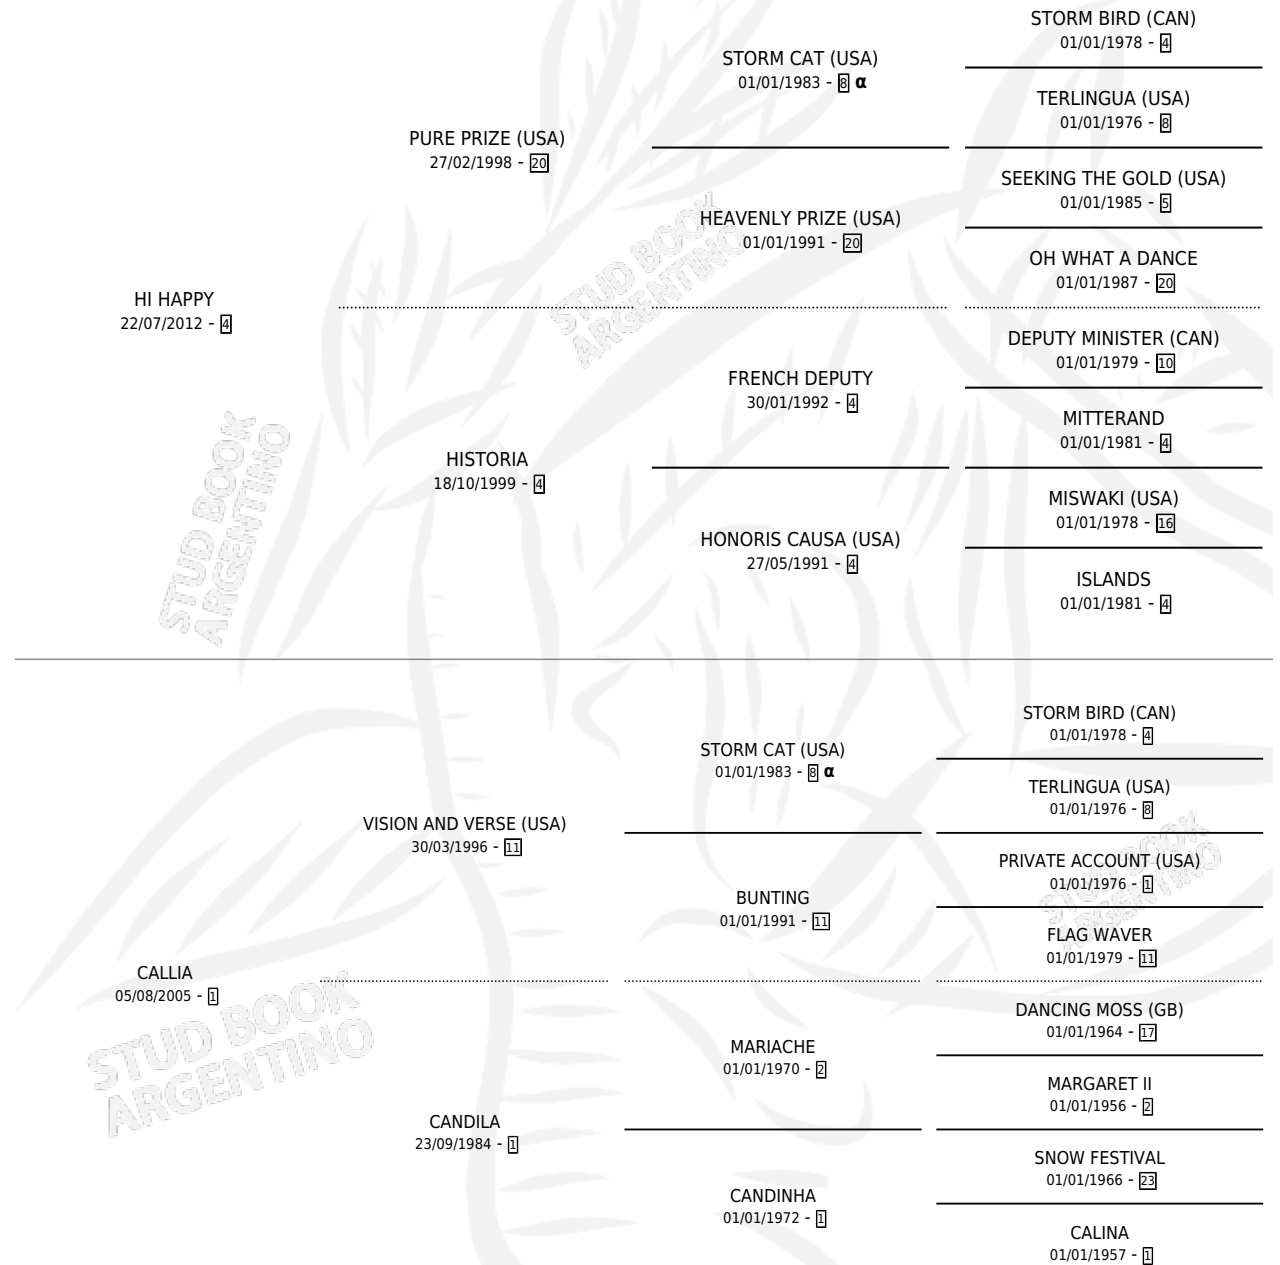 STORM BIRD (CAN)
01/01/1978 - 4
STORM CAT (USA)
01/01/1983 - 8 α
TERLINGUA (USA)
01/01/1976 - 8
PURE PRIZE (USA)
27/02/1998 - 20
SEEKING THE GOLD (USA)
01/01/1985 - 5
HEAVENLY PRIZE (USA)
01/01/1991 - 20
OH WHAT A DANCE
01/01/1987 - 20
HI HAPPY
22/07/2012 - 4
DEPUTY MINISTER (CAN)
01/01/1979 - 10
FRENCH DEPUTY
30/01/1992 - 4
MITTERAND
01/01/1981 - 4
HISTORIA
18/10/1999 - 4
MISWAKI (USA)
01/01/1978 - 16
HONORIS CAUSA (USA)
27/05/1991 - 4
ISLANDS
01/01/1981 - 4
STUD BOOK
ARGENTINO
STUD BOOK
ARGENTINO
STORM BIRD (CAN)
01/01/1978 - 4
STORM CAT (USA)
01/01/1983 - 8 α
TERLINGUA (USA)
01/01/1976 - 8
VISION AND VERSE (USA)
30/03/1996 - 11
PRIVATE ACCOUNT (USA)
01/01/1976 - 1
BUNTING
01/01/1991 - 11
FLAG WAVER
01/01/1979 - 11
CALLIA
05/08/2005 - 1
DANCING MOSS (GB)
01/01/1964 - 17
MARIACHE
01/01/1970 - 2
MARGARET II
01/01/1956 - 2
CANDILA
23/09/1984 - 1
SNOW FESTIVAL
01/01/1966 - 23
CANDINHA
01/01/1972 - 1
CALINA
01/01/1957 - 1
STUD BOOK
ARGENTINO
STUD BOOK
ARGENTINO